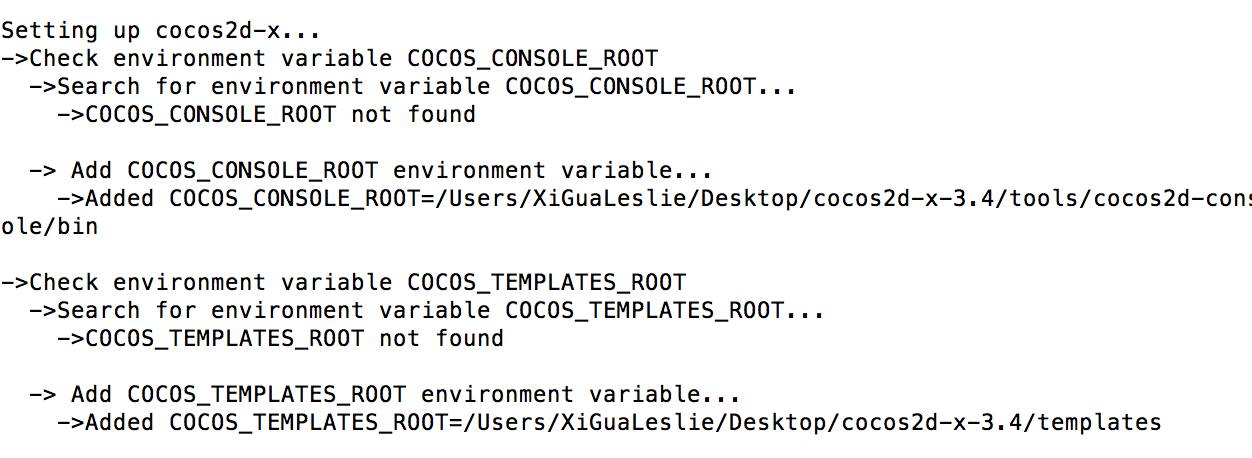 Setting up cocos2d-x...
->Check environment variable COCOS_CONSOLE_ROOT
->Search for environment variable COCOS_CONSOLE_ROOT...
->COCOS_CONSOLE_ROOT not found
-> Add COCOS_CONSOLE_ROOT environment variable...
->Added COCOS_CONSOLE_ROOT=/Users/XiGuaLeslie/Desktop/cocos2d-x-3.4/tools/cocos2d-cons
ole/bin
->Check environment variable COCOS_TEMPLATES_ROOT
->Search for environment variable COCOS_TEMPLATES_ROOT...
->COCOS_TEMPLATES_ROOT not found
-> Add COCOS_TEMPLATES_ROOT environment variable...
->Added COCOS_TEMPLATES_ROOT=/Users/XiGuaLeslie/Desktop/cocos2d-x-3.4/templates